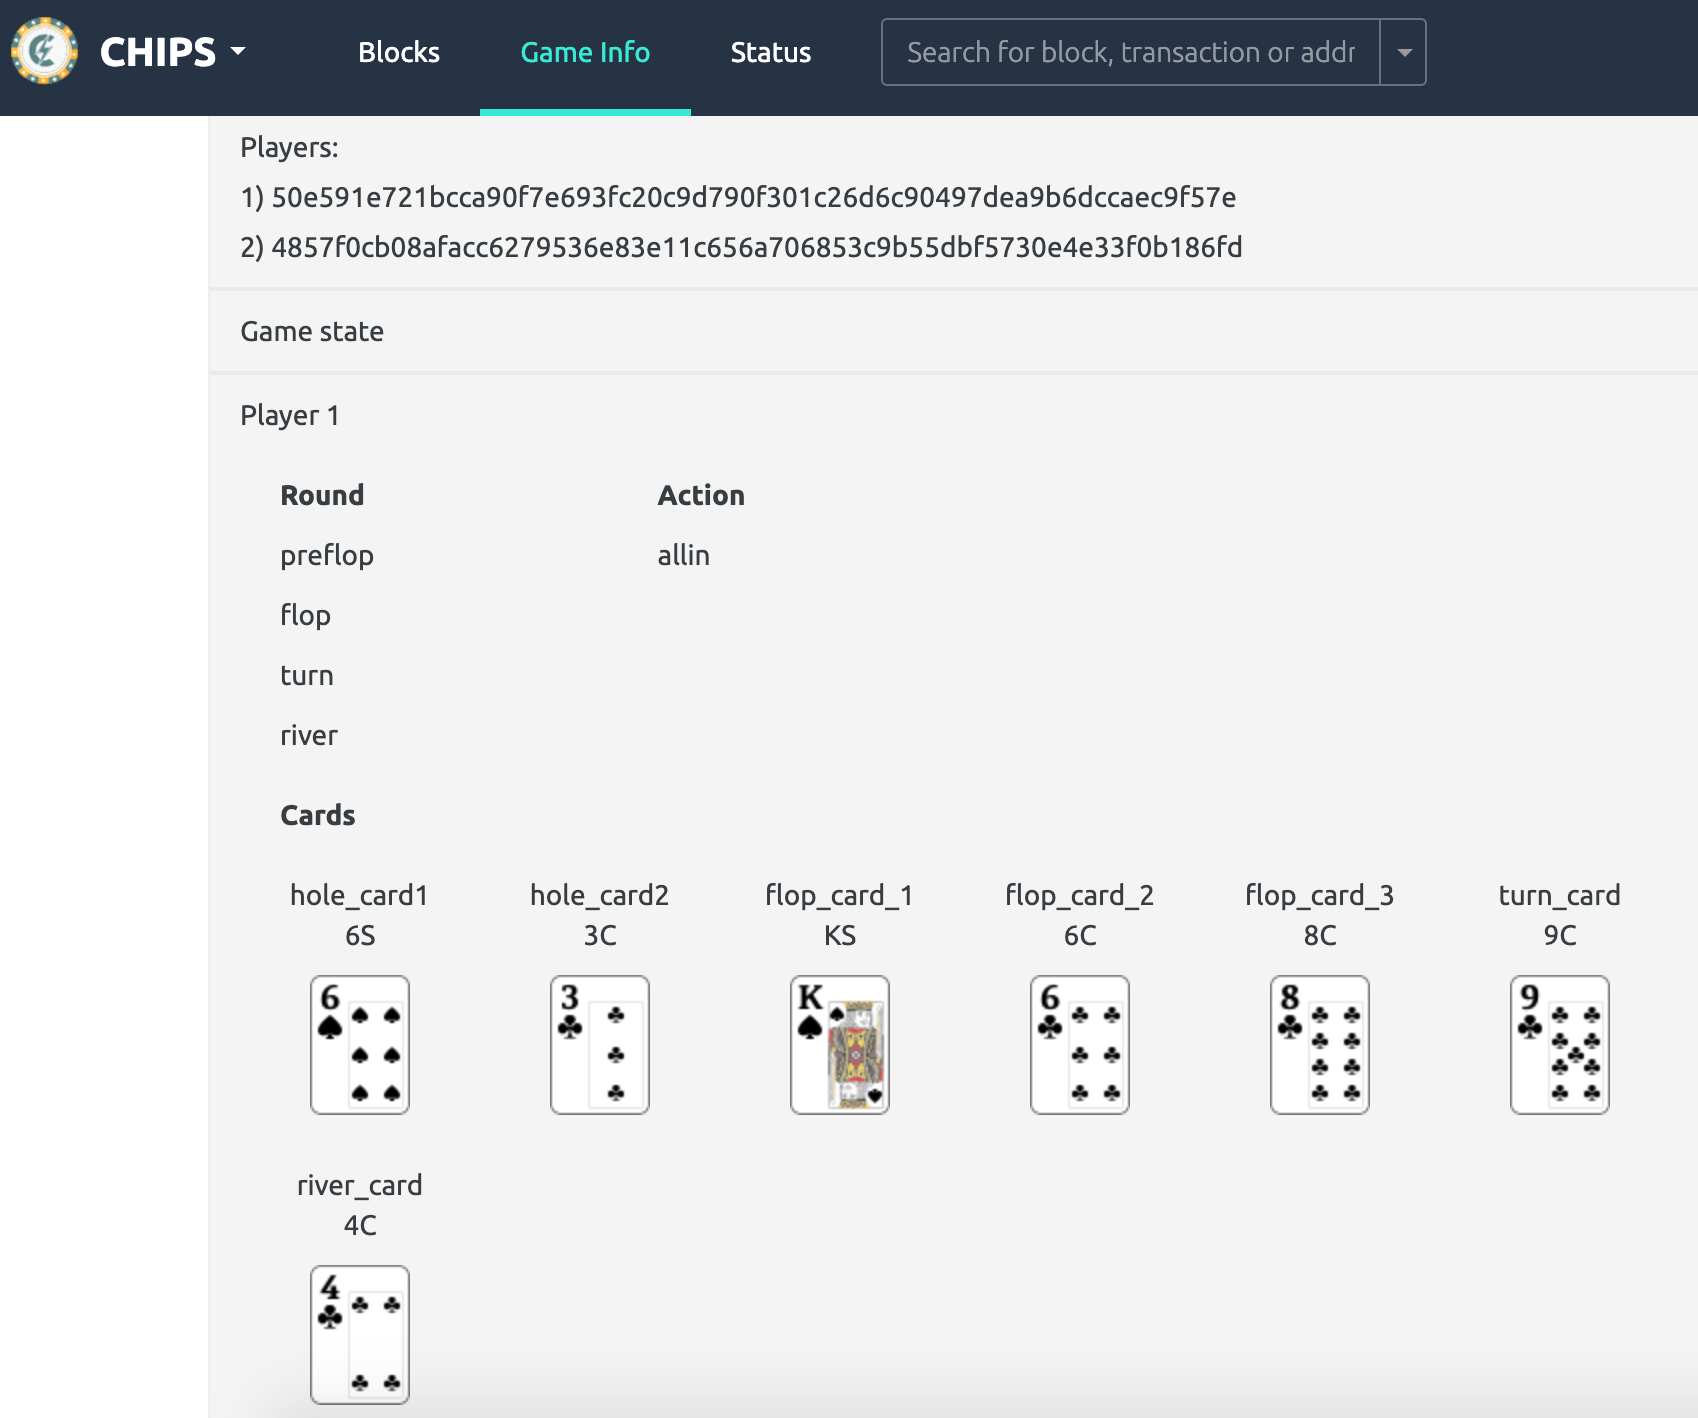 CHIPS Blocks Game Info Status Search for block, transaction or addr
Players:
1) 50e591e721bcca90f7e693fc20c9d790f301c26d6c90497dea9b6dccaec9f57e
2) 4857f0cb08afacc6279536e83e11c656a706853c9b55dbf5730e4e33f0b186fd
Game state
Player 1
Round Action
preflop allin
flop
turn
river
Cards
hole_card1 hole_card2 flop_card_1 flop_card_2 flop_card_3 turn_card
6S 3C KS 6C 8C 9C
6 3 K 6 8 9
river_card
4C
4